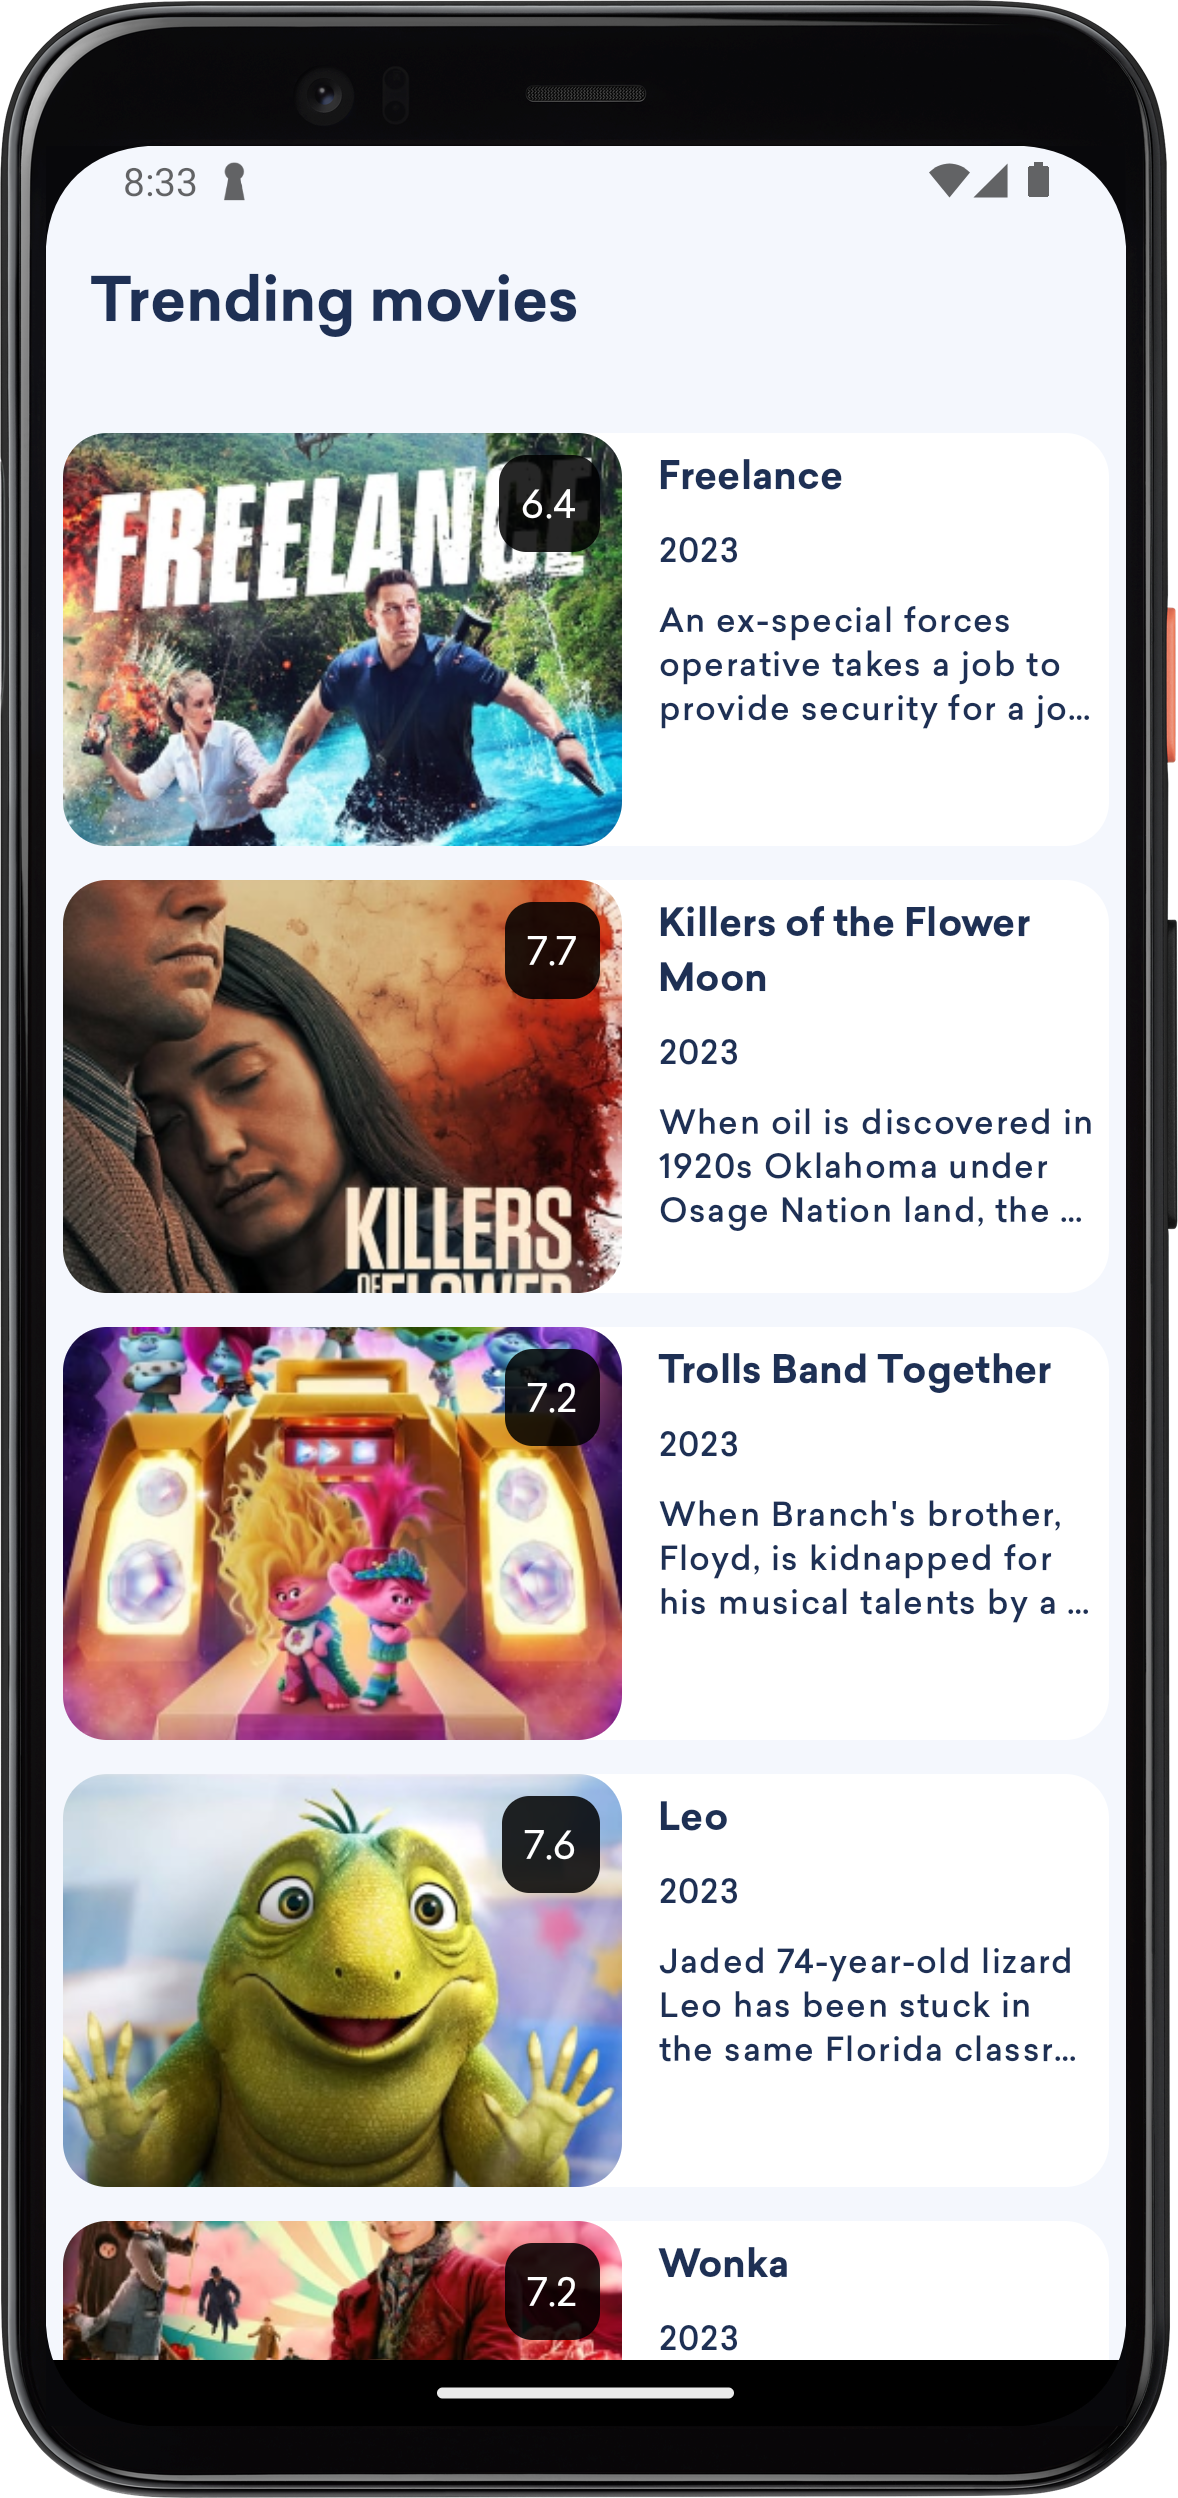 8:33
Trending movies
FREELANCE
6.4
Freelance
2023
An ex-special forces
operative takes a job to
provide security for a jo...
7.7
KILLERS
OF
FLOWER
Killers of the Flower
Moon
2023
When oil is discovered in
1920s Oklahoma under
Osage Nation land, the ...
7.2
Trolls Band Together
2023
When Branch's brother,
Floyd, is kidnapped for
his musical talents by a ...
7.6
Leo
2023
Jaded 74-year-old lizard
Leo has been stuck in
the same Florida classr...
7.2
Wonka
2023